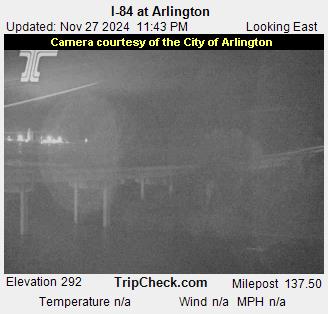 I-84 at Arlington
Updated: Nov 27 2024 11:43 PM Looking East
Camera courtesy of the City of Arlington
Elevation 292 TripCheck.com Milepost 137.50
Temperature n/a Wind n/a MPH n/a